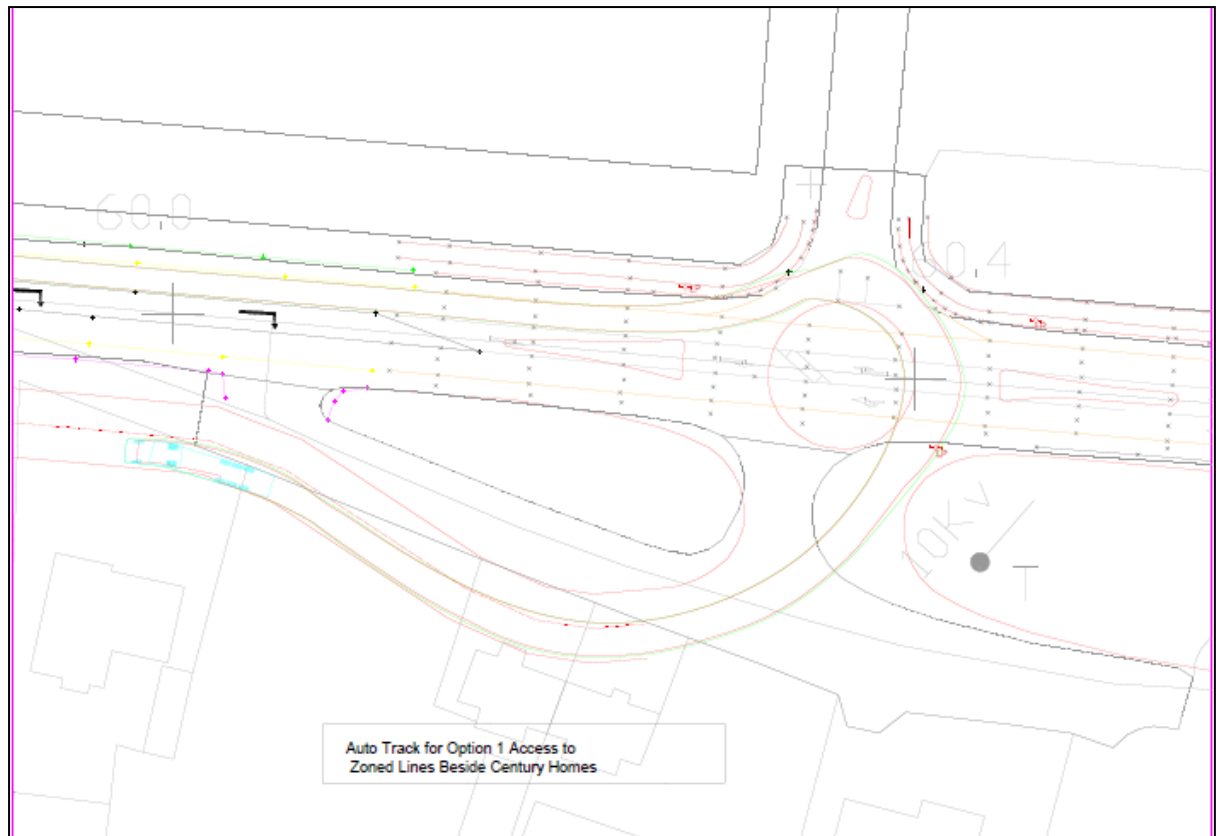 60.0
60.4
10KV
T
Auto Track for Option 1 Access to
Zoned Lines Beside Century Homes